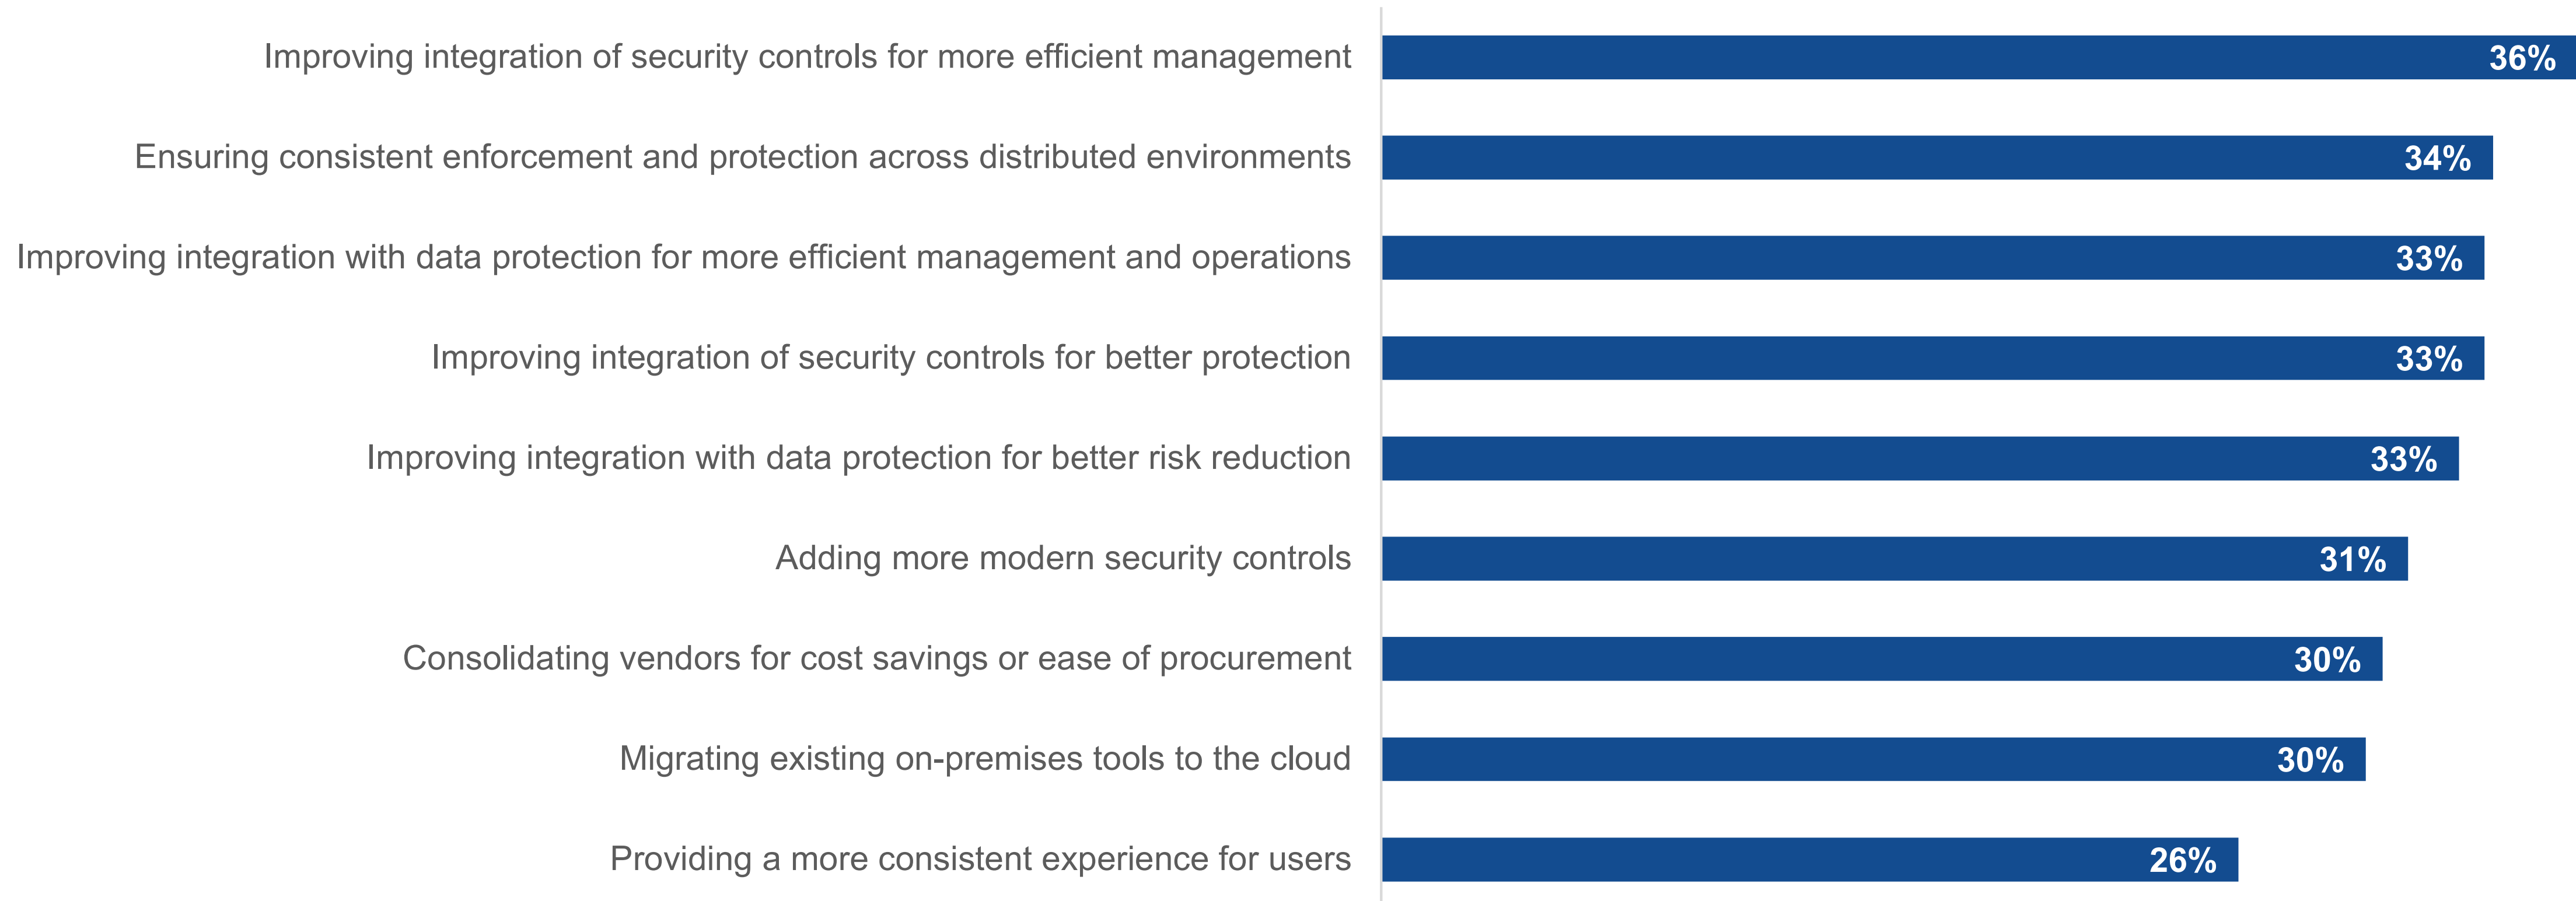 Improving integration of security controls for more efficient management 36%
Ensuring consistent enforcement and protection across distributed environments 34%
Improving integration with data protection for more efficient management and operations 33%
Improving integration of security controls for better protection 33%
Improving integration with data protection for better risk reduction 33%
Adding more modern security controls 31%
Consolidating vendors for cost savings or ease of procurement 30%
Migrating existing on-premises tools to the cloud 30%
Providing a more consistent experience for users 26%